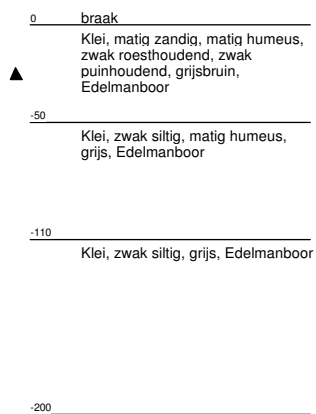 0 braak
Klei, matig zandig, matig humeus,
zwak roesthoudend, zwak
puinhoudend, grijsbruin,
Edelmanboor
-50
Klei, zwak siltig, matig humeus,
grijs, Edelmanboor
-110
Klei, zwak siltig, grijs, Edelmanboor
-200